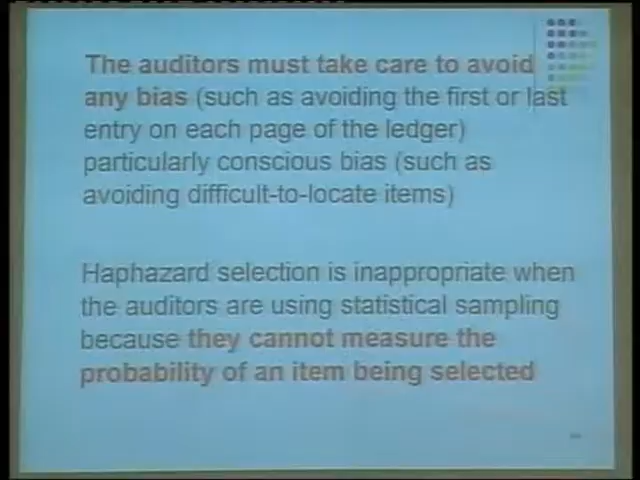 The auditors must take care to avoid
any bias (such as avoiding the first or last
entry on each page of the ledger)
particularly conscious bias (such as
avoiding difficult-to-locate items)
Haphazard selection is inappropriate when
the auditors are using statistical sampling
because they cannot measure the
probability of an item being selected